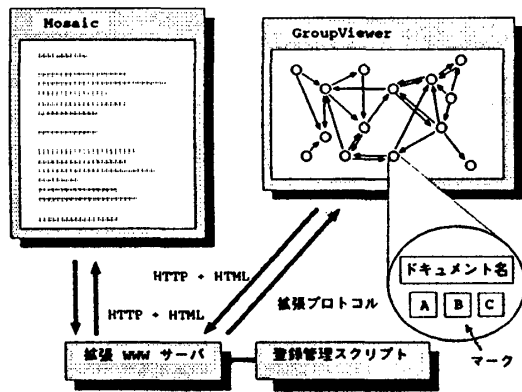 Mosaic
GroupViewer
HTTP + HTML
拡張プロトコル
HTTP + HTML
ドキュメント名
A B C
マーク
拡張 WWW サーバ
登録管理スクリプト